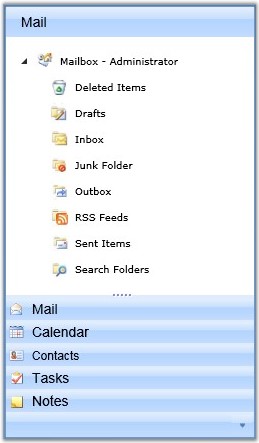 Mail
Mailbox - Administrator
Deleted Items
Drafts
Inbox
Junk Folder
Outbox
RSS Feeds
Sent Items
Search Folders
Mail
Calendar
Contacts
Tasks
Notes